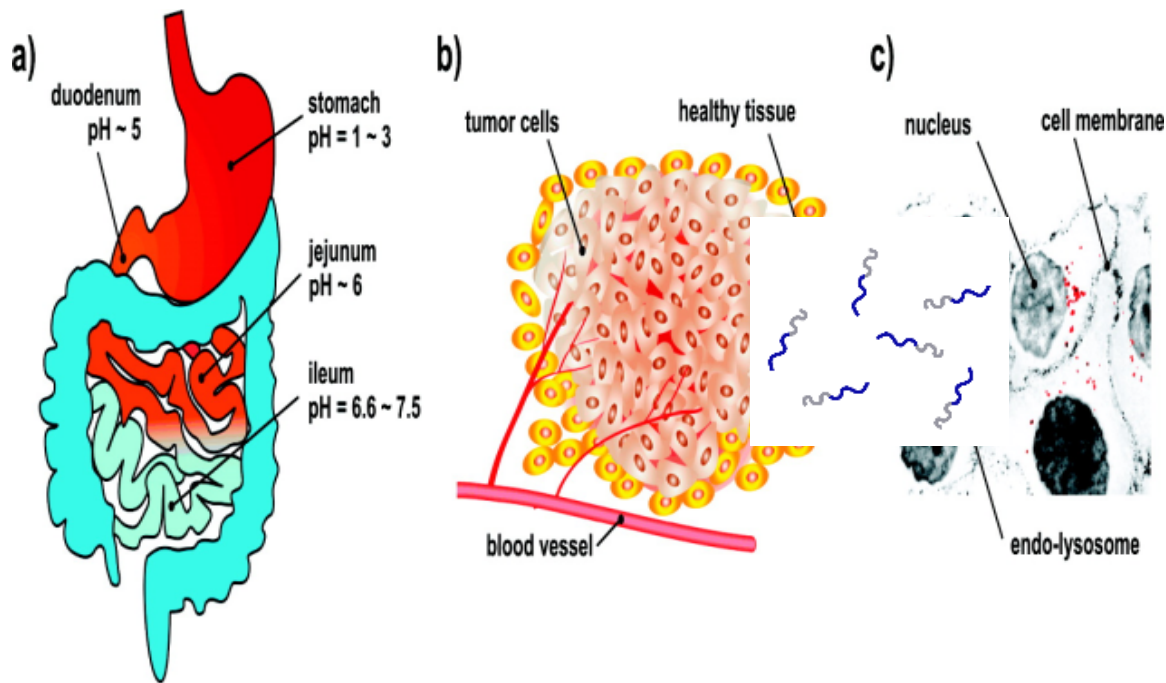 a)
duodenum
pH ~ 5
stomach
pH = 1 ~ 3
jejunum
pH ~ 6
ileum
pH = 6.6 ~ 7.5
b)
tumor cells
healthy tissue
blood vessel
c)
nucleus
cell membrane
endo-lysosome